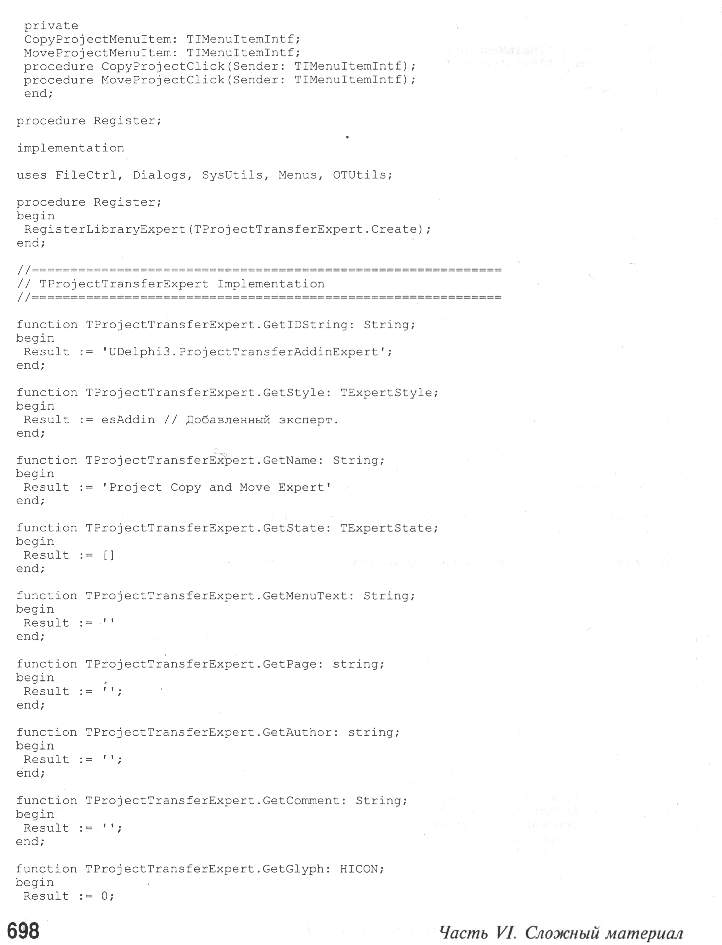 private
CopyProjectMenuItem: TIMenuItemIntf;
MoveProjectMenuItem: TIMenuItemIntf;
procedure CopyProjectClick(Sender: TIMenuItemIntf);
procedure MoveProjectClick(Sender: TIMenuItemIntf);
end;
procedure Register;
implementation
uses FileCtrl, Dialogs, SysUtils, Menus, OTUtils;
procedure Register;
begin
RegisterLibraryExpert(TProjectTransferExpert.Create);
end;
//=============================================================
// TProjectTransferExpert Implementation
//=============================================================
function TProjectTransferExpert.GetIDString: String;
begin
Result := 'UDelphi3.ProjectTransferAddinExpert';
end;
function TProjectTransferExpert.GetStyle: TExpertStyle;
begin
Result := esAddin // Добавленный эксперт.
end;
function TProjectTransferExpert.GetName: String;
begin
Result := 'Project Copy and Move Expert'
end;
function TProjectTransferExpert.GetState: TExpertState;
begin
Result := []
end;
function TProjectTransferExpert.GetMenuText: String;
begin
Result := ''
end;
function TProjectTransferExpert.GetPage: string;
begin
Result := '';
end;
function TProjectTransferExpert.GetAuthor: string;
begin
Result := '';
end;
function TProjectTransferExpert.GetComment: String;
begin
Result := '';
end;
function TProjectTransferExpert.GetGlyph: HICON;
begin
Result := 0;
698 Часть VI. Сложный материал